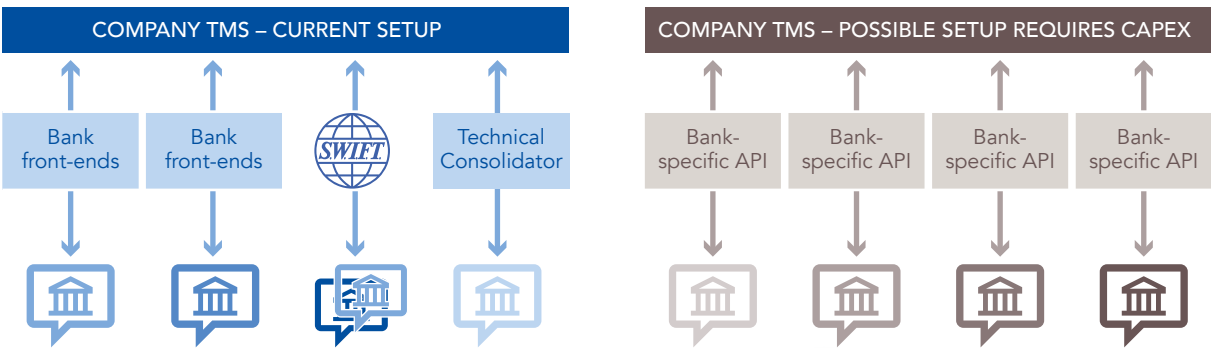 COMPANY TMS – CURRENT SETUP
Bank
front-ends
Bank
front-ends
S.W.I.F.T.
Technical
Consolidator
COMPANY TMS – POSSIBLE SETUP REQUIRES CAPEX
Bank-
specific API
Bank-
specific API
Bank-
specific API
Bank-
specific API